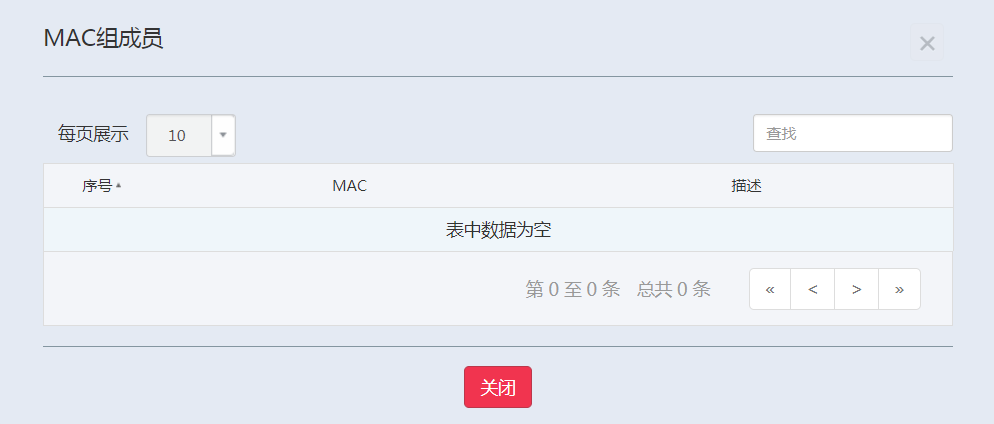 MAC组成员
×
每页展示 10 查找
序号 MAC 描述
表中数据为空
第 0 至 0 条 总共 0 条 « < > »
关闭